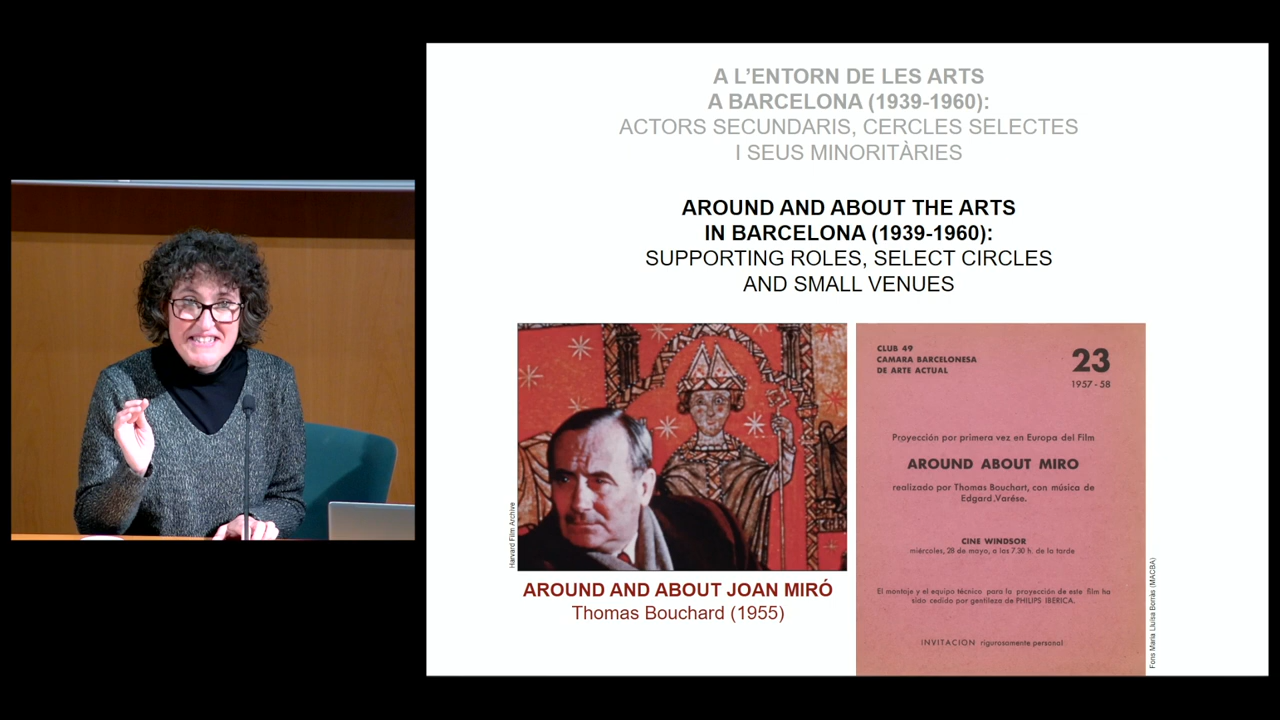 A L'ENTORN DE LES ARTS
A BARCELONA (1939-1960):
ACTORS SECUNDARIS, CERCLES SELECTES
I SEUS MINORITÀRIES
AROUND AND ABOUT THE ARTS
IN BARCELONA (1939-1960):
SUPPORTING ROLES, SELECT CIRCLES
AND SMALL VENUES
Harvard Film Archive
AROUND AND ABOUT JOAN MIRÓ
Thomas Bouchard (1955)
CLUB 49
CAMARA BARCELONESA
DE ARTE ACTUAL
23
1957 - 58
Proyección por primera vez en Europa del Film
AROUND ABOUT MIRO
realizado por Thomas Bouchart, con música de
Edgard Varése.
CINE WINDSOR
miércoles, 28 de mayo, a las 7.30 h. de la tarde
El montaje y el equipo técnico para la proyección de este film ha
sido cedido por gentileza de PHILIPS IBERICA.
INVITACION rigurosamente personal
Fons Maria Lluïsa Borràs (MACBA)